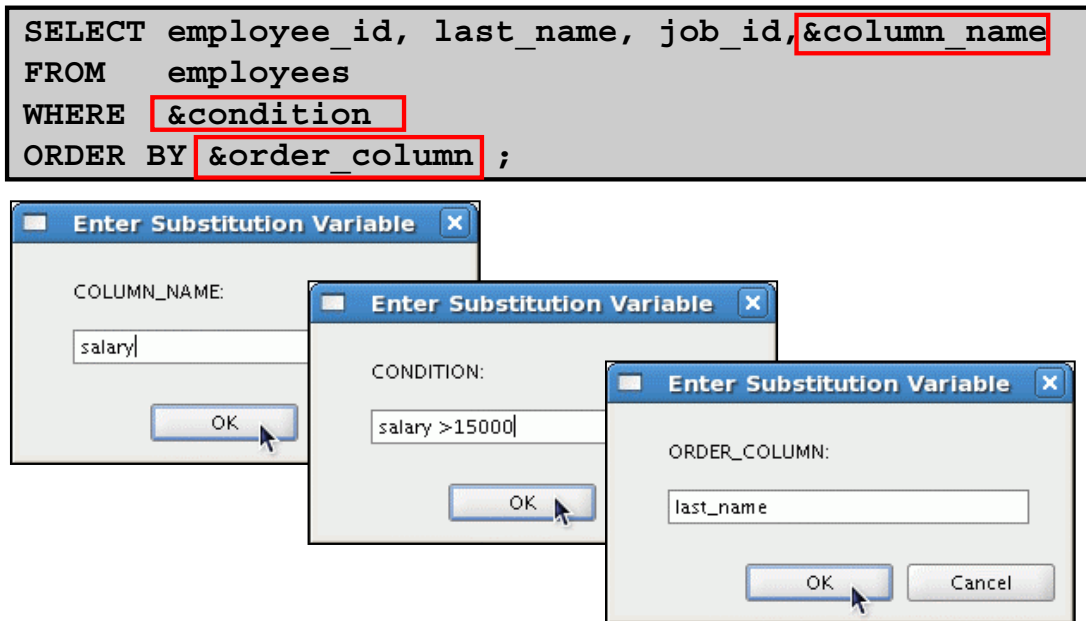 SELECT employee_id, last_name, job_id,&column_name
FROM employees
WHERE &condition
ORDER BY &order_column ;
Enter Substitution Variable
COLUMN_NAME:
salary
OK
Enter Substitution Variable
CONDITION:
salary >15000
OK
Enter Substitution Variable
ORDER_COLUMN:
last_name
OK Cancel